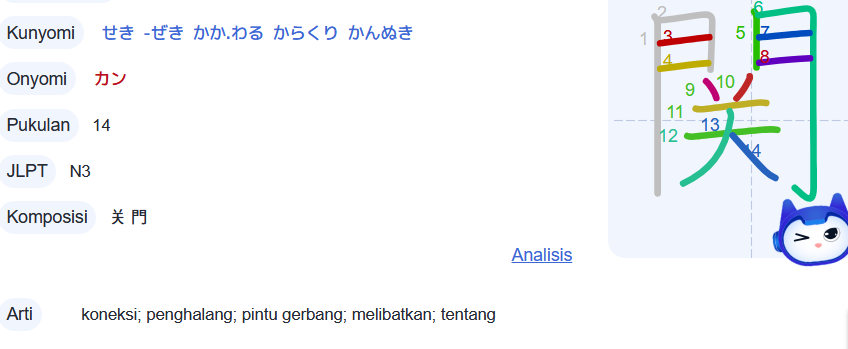 Kunyomi せき -ぜき かか.わる からくり かんぬき
Onyomi カン
Pukulan 14
JLPT N3
Komposisi 关 門
Analisis
Arti koneksi; penghalang; pintu gerbang; melibatkan; tentang
関
1 2 3 4 5 6 7 8 9 10 11 12 13 14